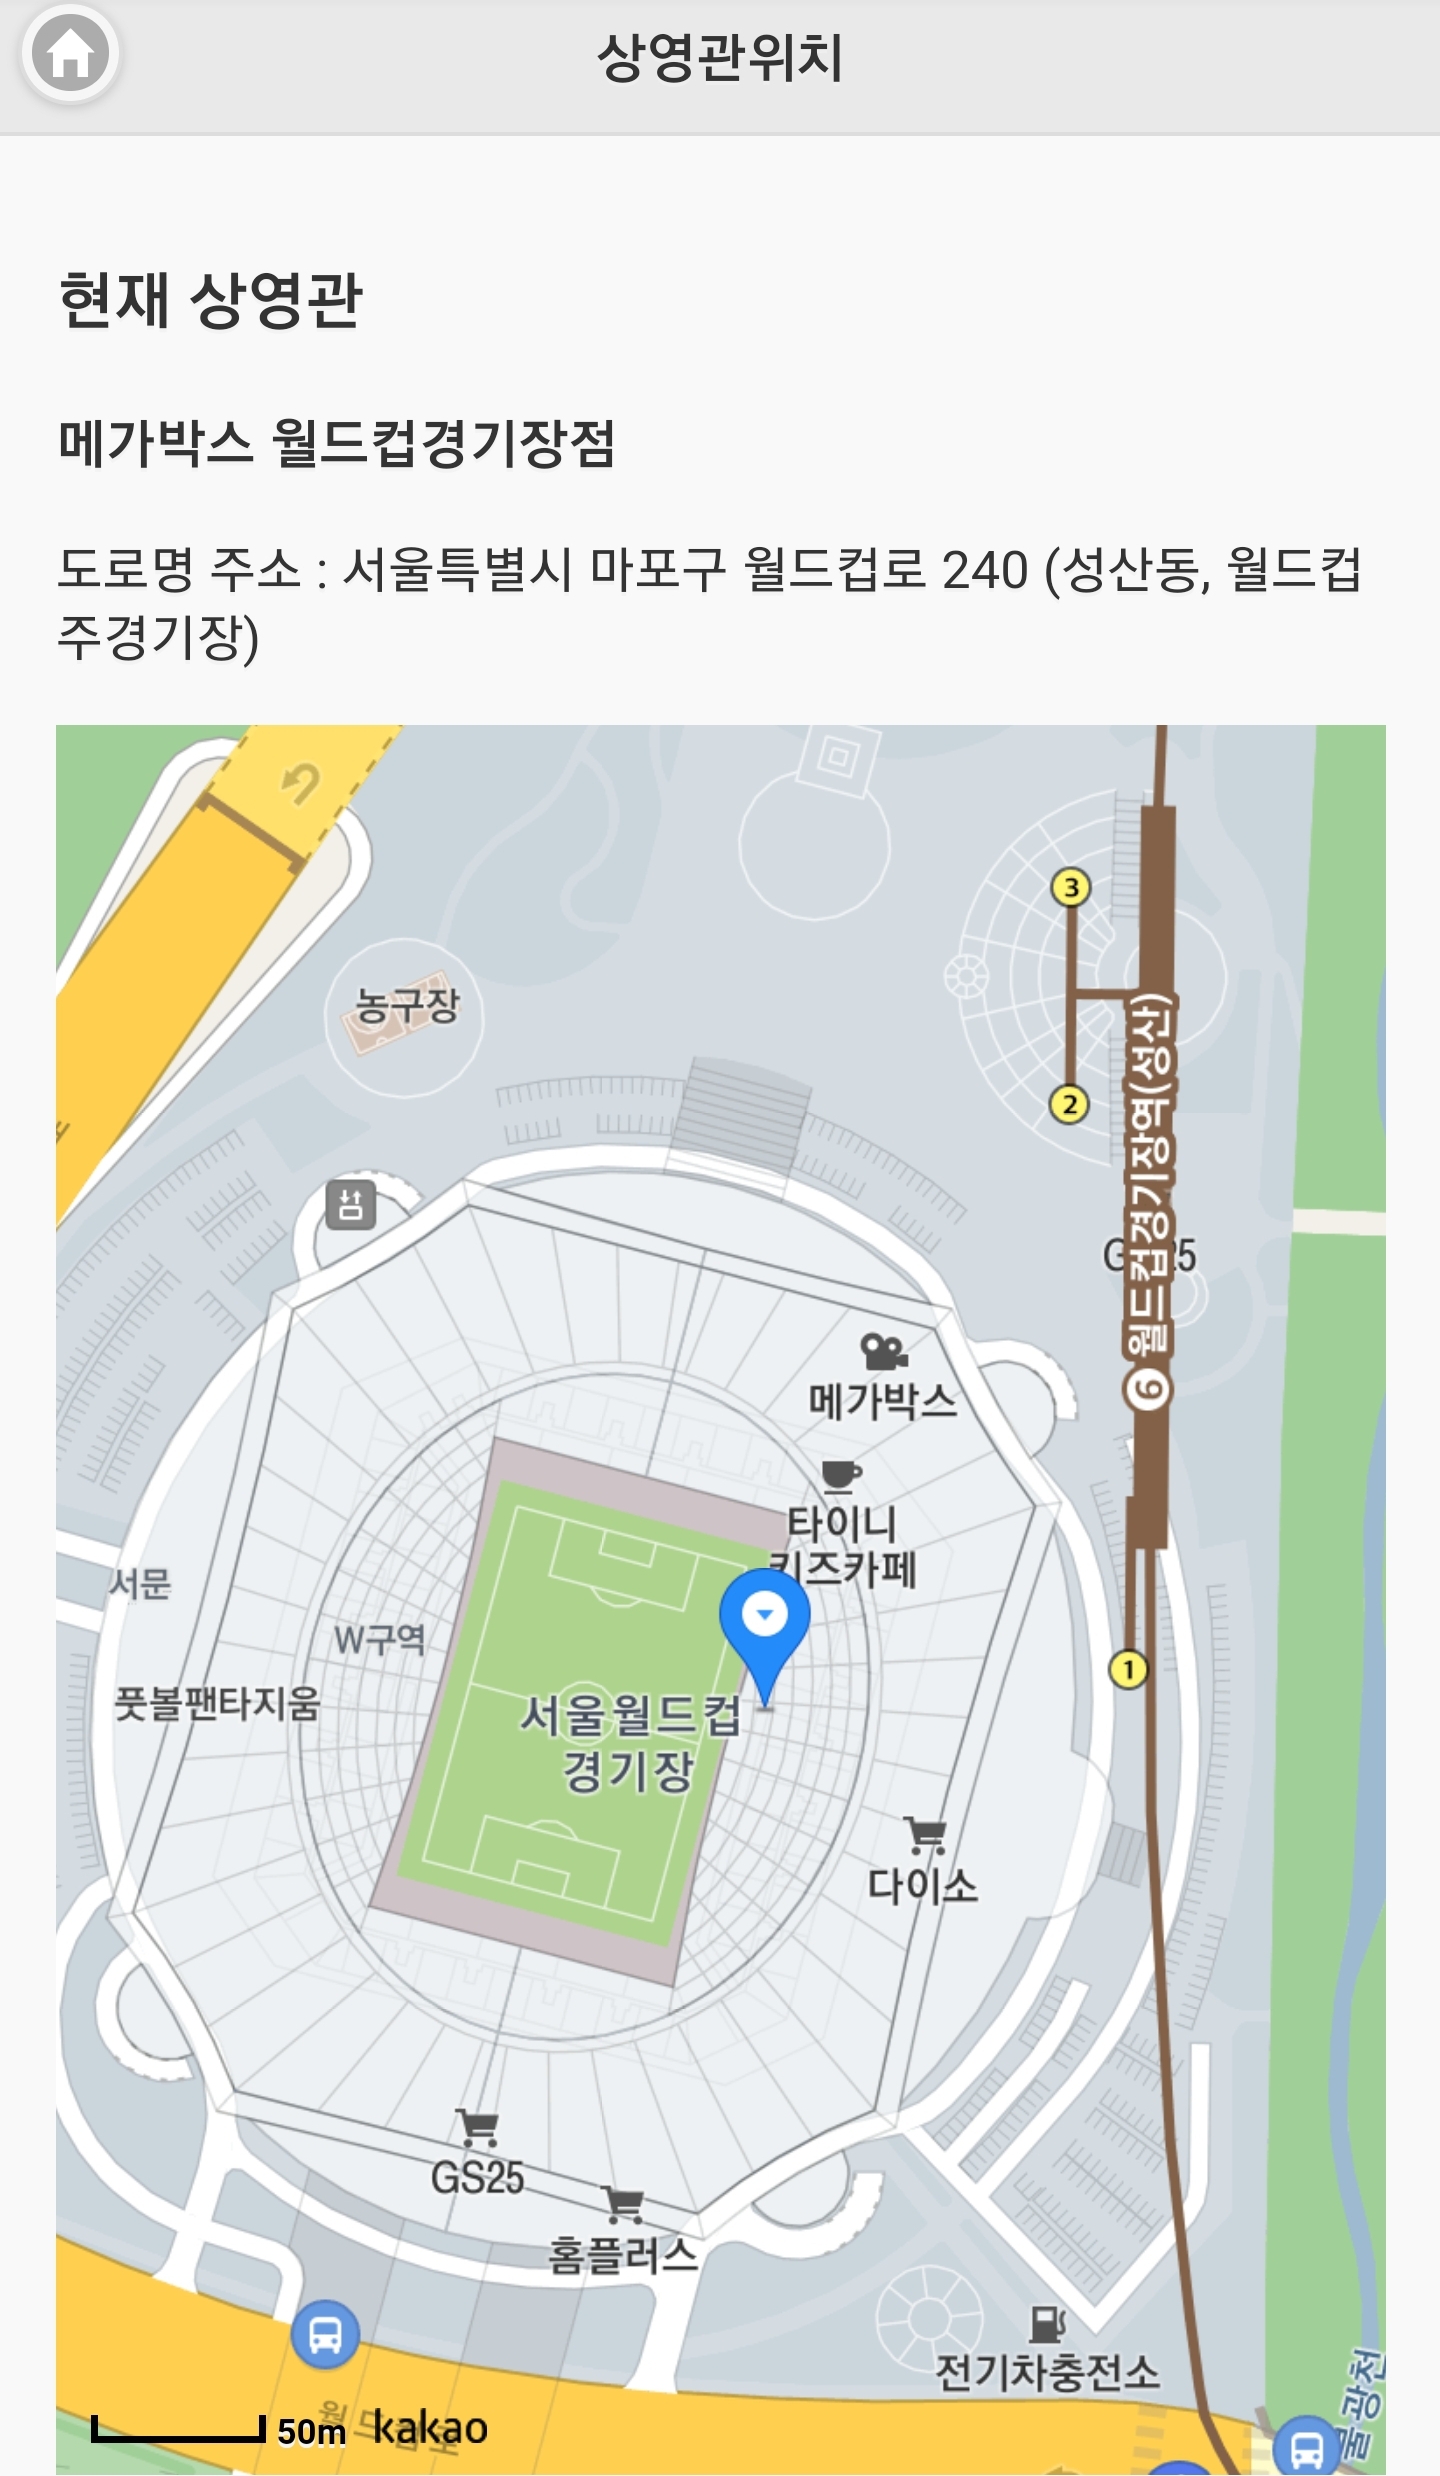 상영관위치
현재 상영관
메가박스 월드컵경기장점
도로명 주소 : 서울특별시 마포구 월드컵로 240 (성산동, 월드컵
주경기장)
농구장
3
2
월드컵경기장역(성산)
6
메가박스
타이니
키즈카페
서문
W구역
1
풋볼팬타지움
서울월드컵
경기장
다이소
GS25
홈플러스
전기차충전소
불광천
50m
kakao